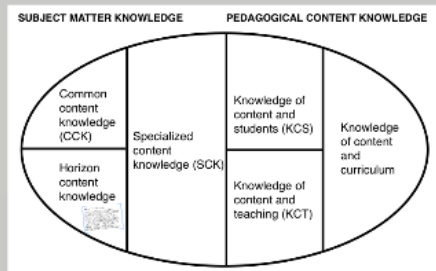 SUBJECT MATTER KNOWLEDGE
PEDAGOGICAL CONTENT KNOWLEDGE
Common
content
knowledge
(CCK)
Horizon
content
knowledge
Specialized
content
knowledge (SCK)
Knowledge of
content and
students (KCS)
Knowledge of
content and
teaching (KCT)
Knowledge
of content
and
curriculum